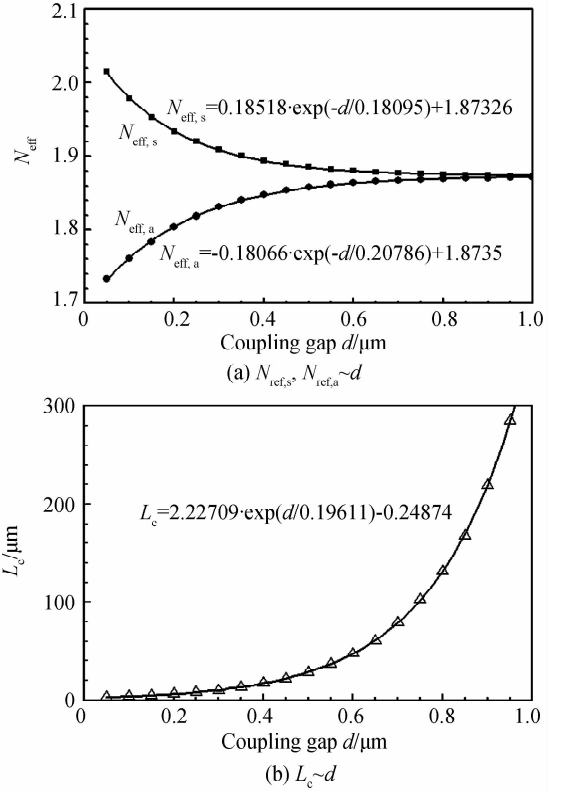 2.1
2.0
1.9
1.8
1.7
N_eff
N_eff, s=0.18518·exp(-d/0.18095)+1.87326
N_eff, s
N_eff, a
N_eff, a=-0.18066·cxp(-d/0.20786)+1.8735
0 0.2 0.4 0.6 0.8 1.0
Coupling gap d/μm
(a) N_ref,s, N_ref,a~d
300
200
100
0
L_c/μm
L_c=2.22709·exp(d/0.19611)-0.24874
0 0.2 0.4 0.6 0.8 1.0
Coupling gap d/μm
(b) L_c~d